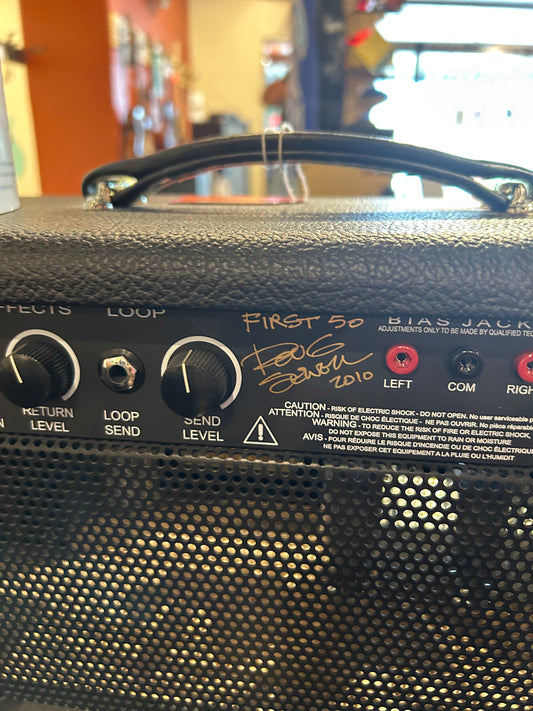 FFECTS LOOP
FIRST 50
DOUG
SEWELL
2010
BIAS JACK
ADJUSTMENTS ONLY TO BE MADE BY QUALIFIED TEC
LEFT COM RIGH
RETURN
LEVEL
LOOP
SEND
SEND
LEVEL
CAUTION - RISK OF ELECTRIC SHOCK - DO NOT OPEN. No user serviceable p
ATTENTION - RISQUE DE CHOC ÉLECTIQUE - NE PAS OUVRIR. No pièce réparabl
WARNING - TO REDUCE THE RISK OF FIRE OR ELECTRIC SHOCK,
DO NOT EXPOSE THIS EQUIPMENT TO RAIN OR MOISTURE
AVIS - POUR RÉDUIRE LE RISQUE D'INCENDIE OU DE CHOC ÉLECTRIQUE
NE PAS EXPOSER CET EQUIPEMENT A LA PLUIE OU L'HUMIDIT